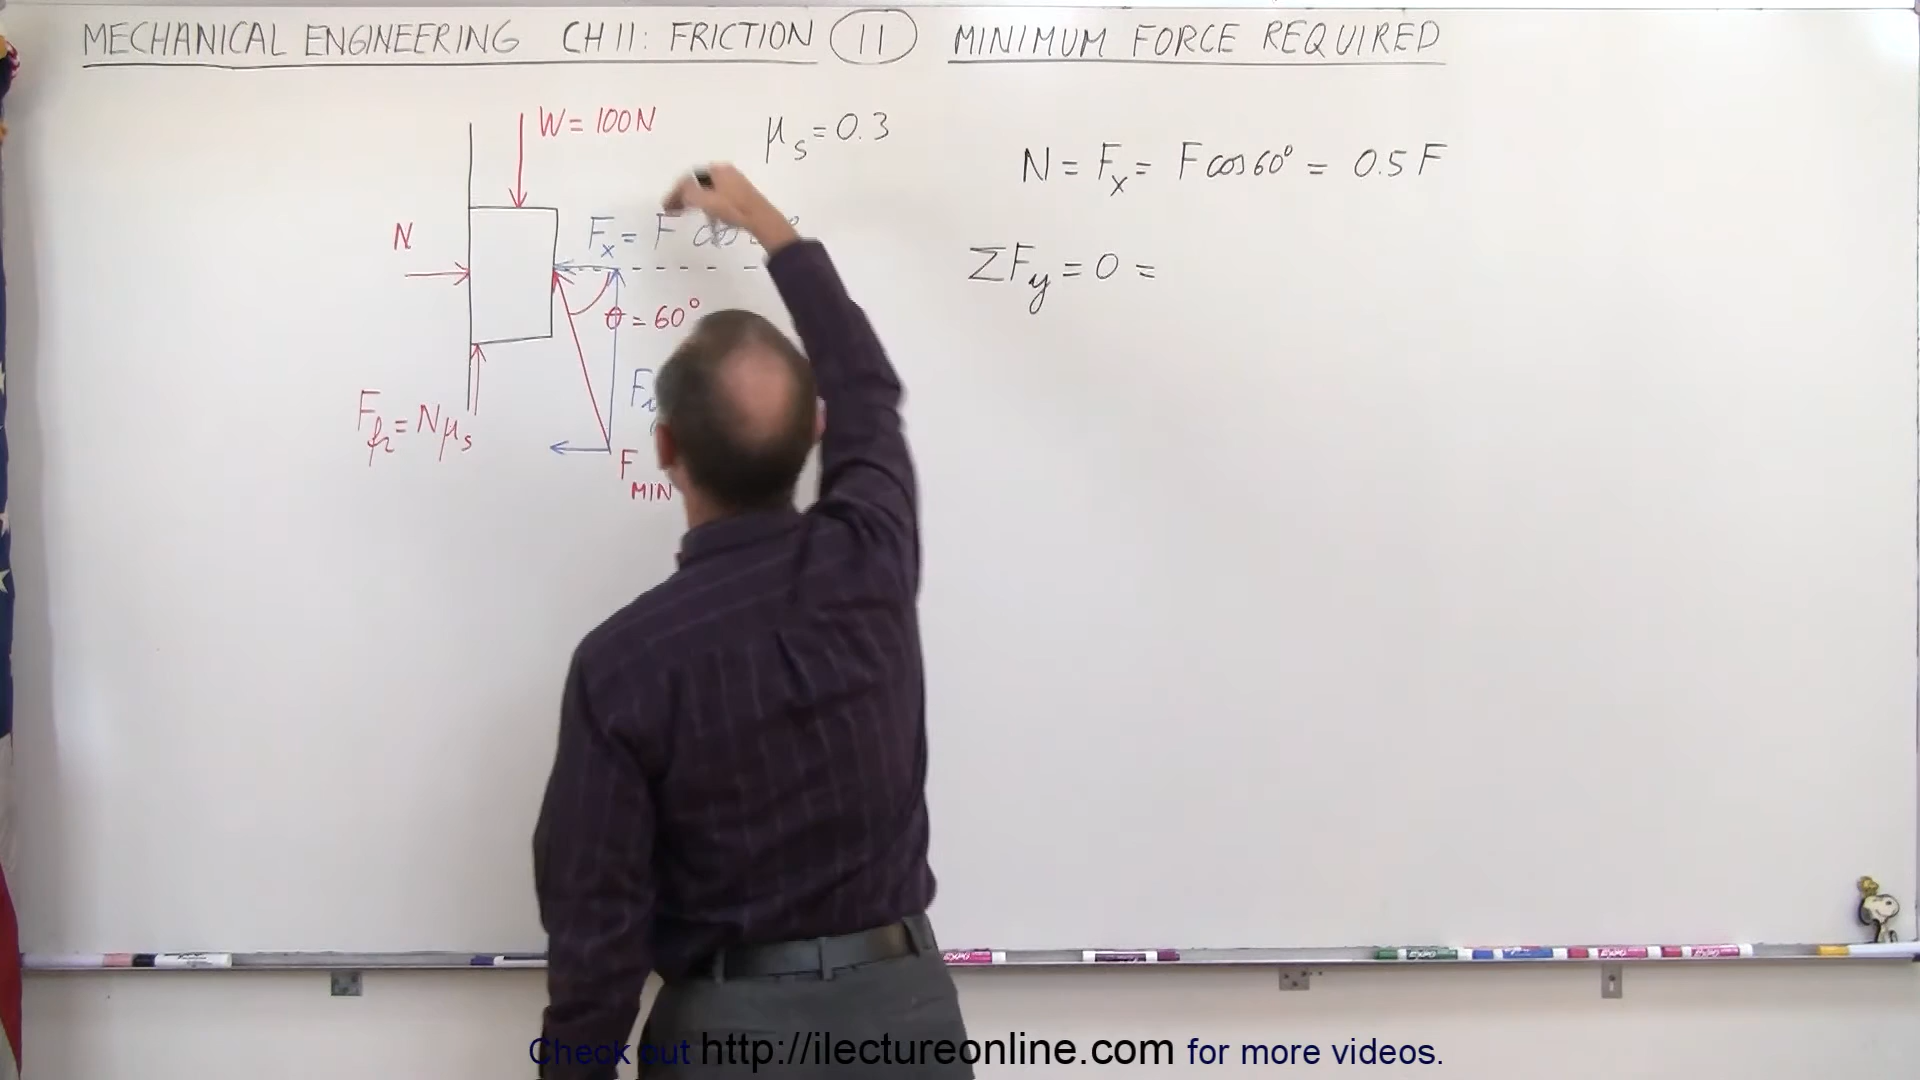 MECHANICAL ENGINEERING CH 11: FRICTION 11 MINIMUM FORCE REQUIRED
W = 100N
μs = 0.3
N = Fx = F cos 60° = 0.5 F
N
Fx = F
ΣFy = 0 =
θ = 60°
Ffr = Nμs
F MIN
Check out http://ilectureonline.com for more videos.